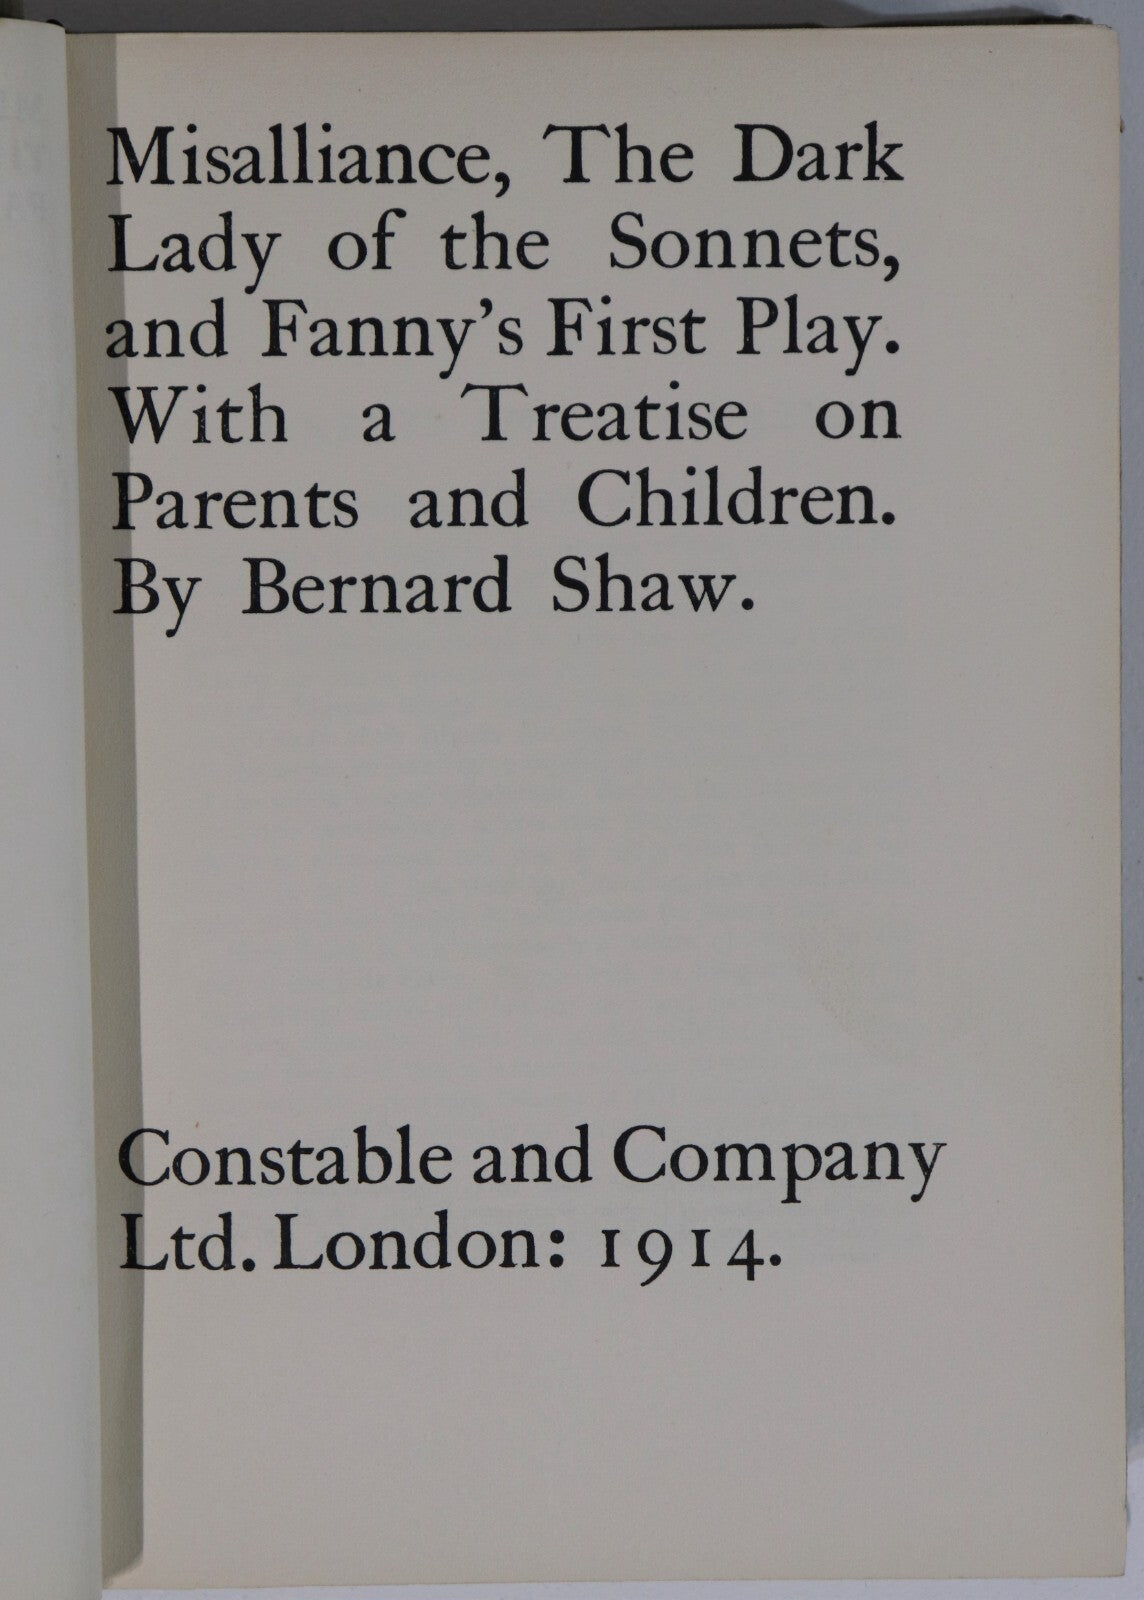 Misalliance, The Dark
Lady of the Sonnets,
and Fanny's First Play.
With a Treatise on
Parents and Children.
By Bernard Shaw.
Constable and Company
Ltd. London: 1914.